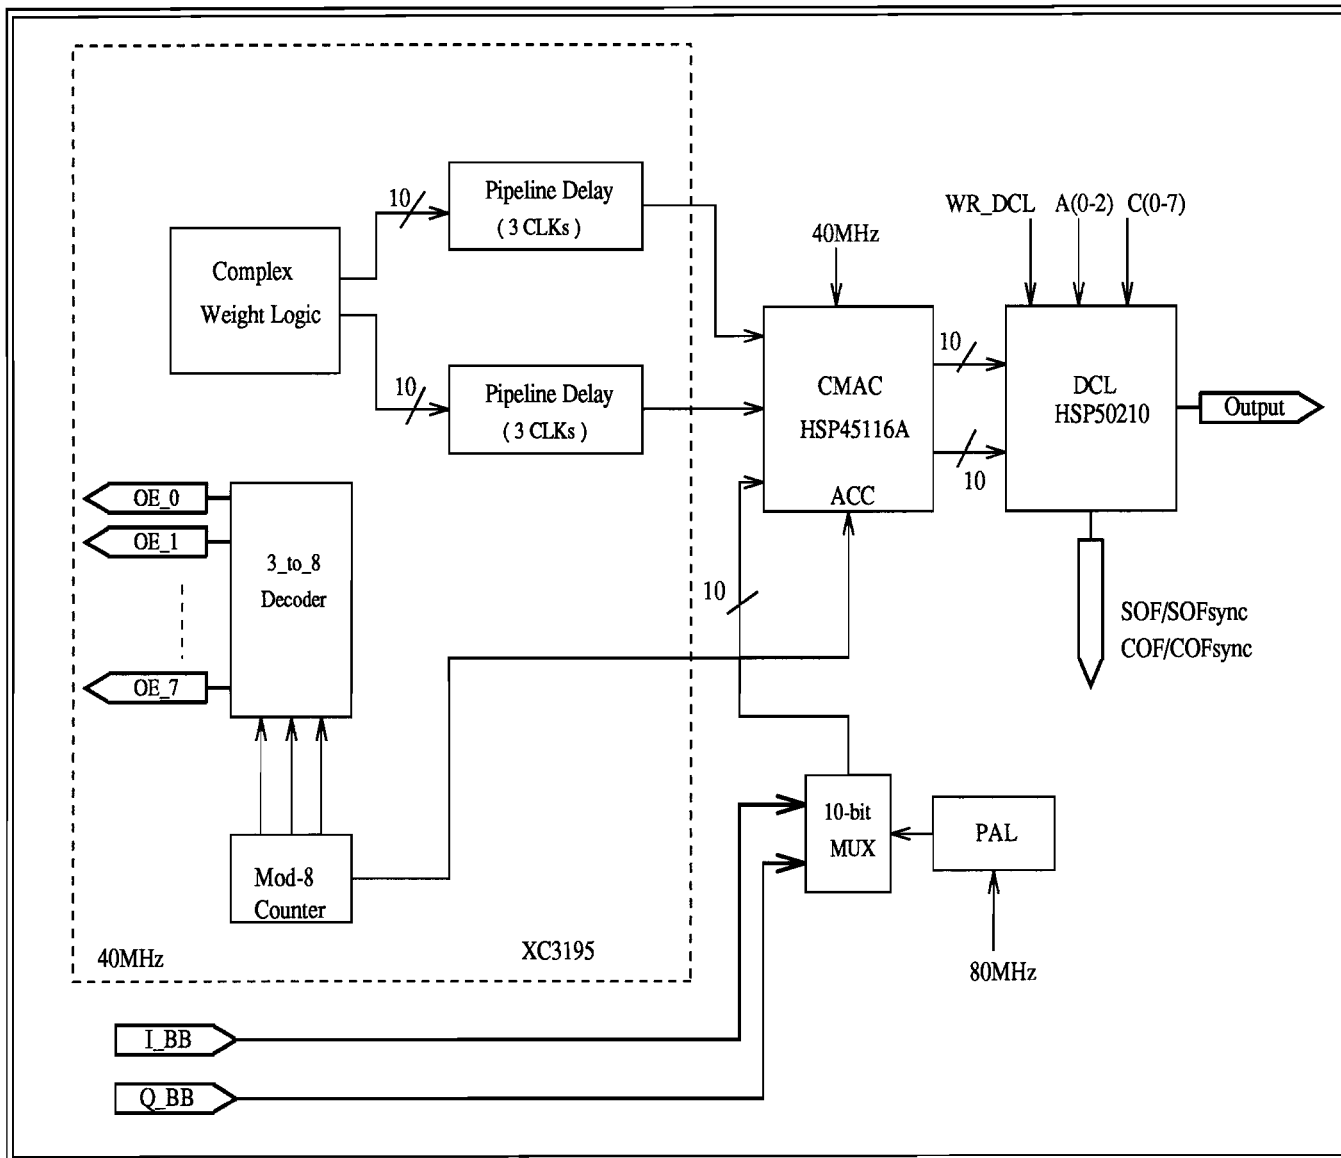 10
Pipeline Delay
( 3 CLKs )
Complex
Weight Logic
10
Pipeline Delay
( 3 CLKs )
WR_DCL
A(0-2)
C(0-7)
40MHz
CMAC
HSP45116A
ACC
10
10
DCL
HSP50210
Output
OE_0
OE_1
OE_7
3_to_8
Decoder
10
SOF/SOFsync
COF/COFsync
Mod-8
Counter
10-bit
MUX
PAL
80MHz
40MHz
XC3195
I_BB
Q_BB